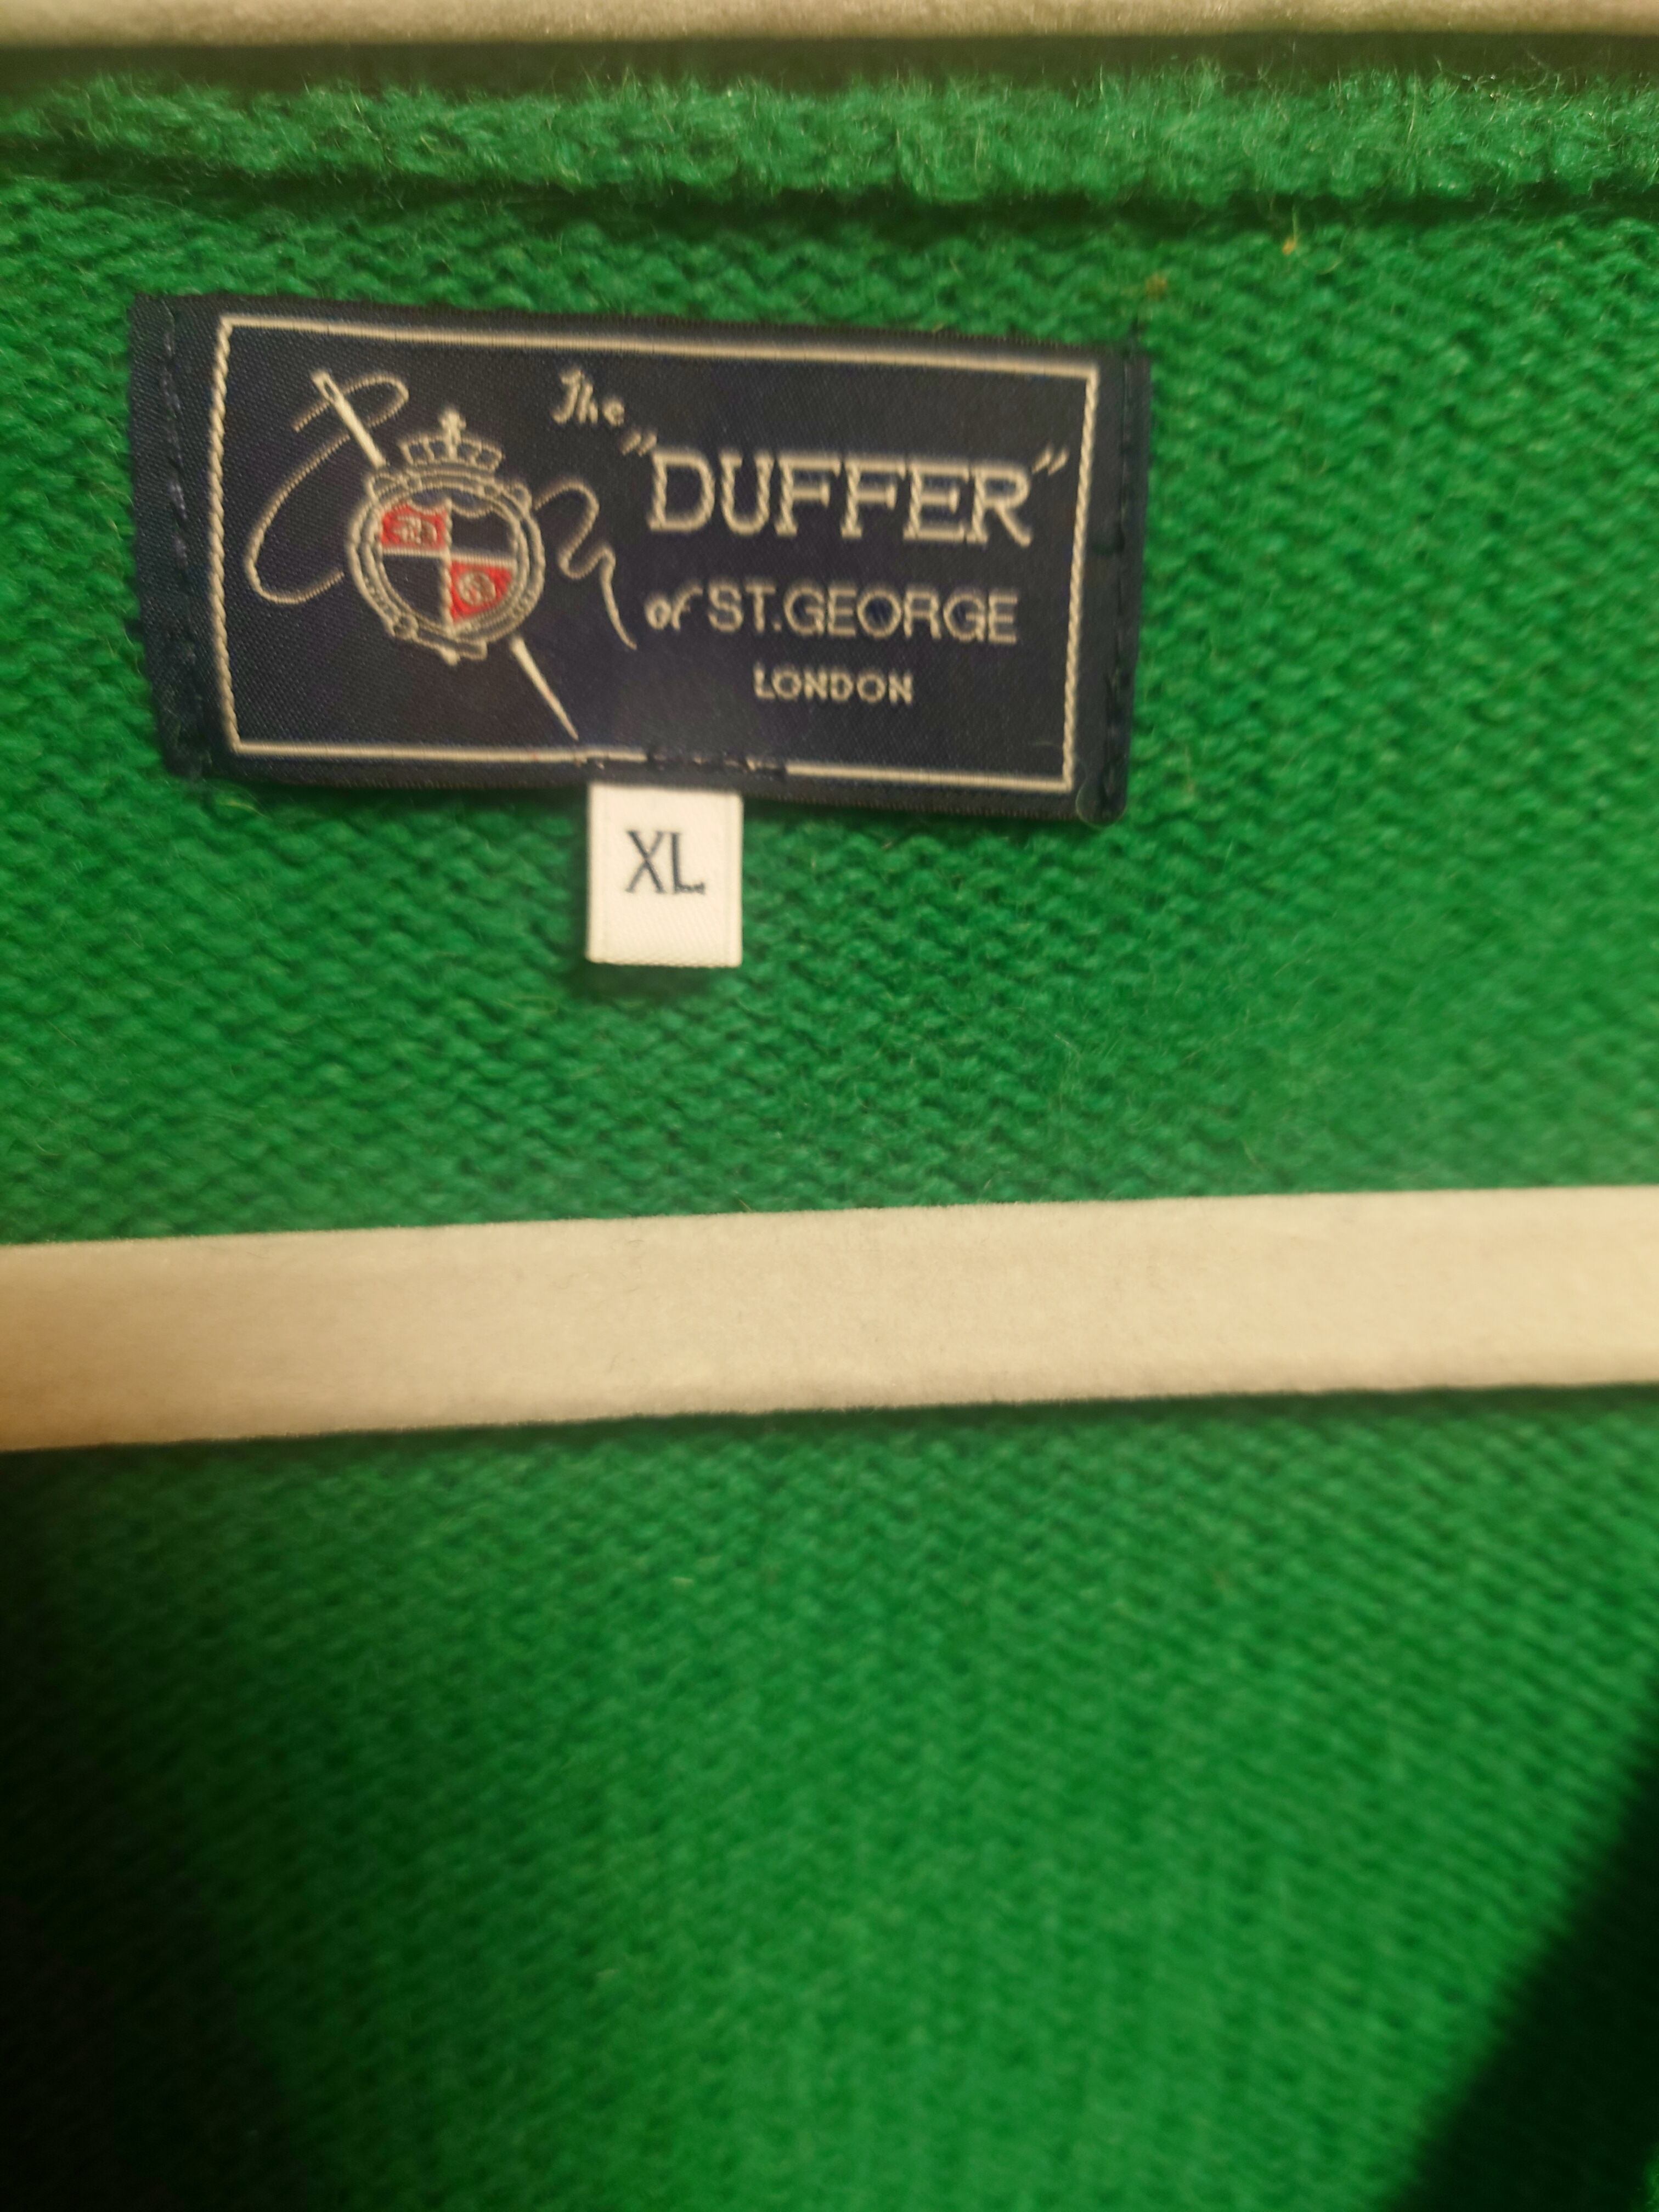 The
"DUFFER"
of ST.GEORGE
LONDON
XL